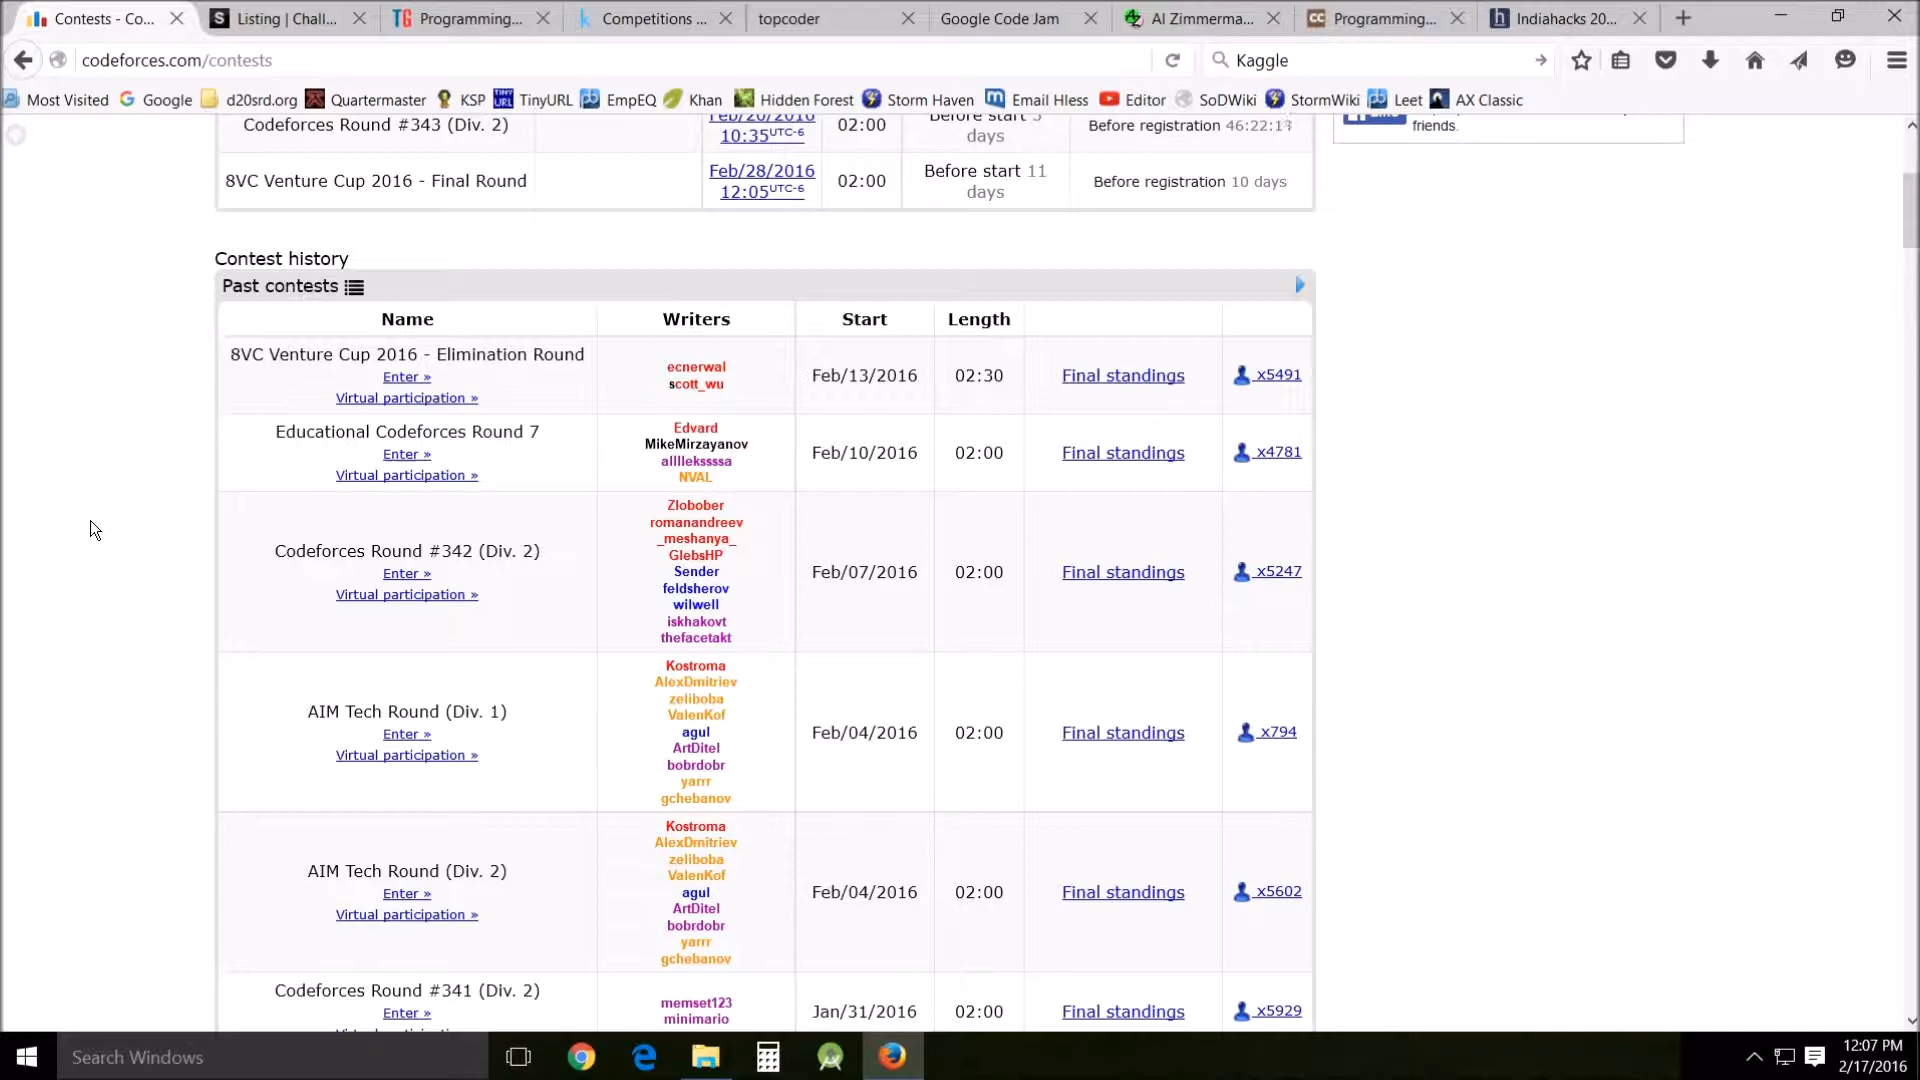 Contests - Co...
Listing | Chall...
Programming...
Competitions ...
topcoder
Google Code Jam
Al Zimmerma...
Programming...
Indiahacks 20...
codeforces.com/contests
Kaggle
Most Visited
Google
d20srd.org
Quartermaster
KSP
TinyURL
EmpEQ
Khan
Hidden Forest
Storm Haven
Email Hless
Editor
SoDWiki
StormWiki
Leet
AX Classic
Codeforces Round #343 (Div. 2)
10:35UTC-6
02:00
days
Before registration 46:22:13
friends.
8VC Venture Cup 2016 - Final Round
Feb/28/2016
12:05UTC-6
02:00
Before start 11
days
Before registration 10 days
Contest history
Past contests
Name
Writers
Start
Length
8VC Venture Cup 2016 - Elimination Round
Enter »
Virtual participation »
ecnerwal
scott_wu
Feb/13/2016
02:30
Final standings
x5491
Educational Codeforces Round 7
Enter »
Virtual participation »
Edvard
MikeMirzayanov
alllekssssa
NVAL
Feb/10/2016
02:00
Final standings
x4781
Codeforces Round #342 (Div. 2)
Enter »
Virtual participation »
Zlobober
romanandreev
_meshanya_
GlebsHP
Sender
feldsherov
wilwell
iskhakovt
thefacetakt
Feb/07/2016
02:00
Final standings
x5247
AIM Tech Round (Div. 1)
Enter »
Virtual participation »
Kostroma
AlexDmitriev
zeliboba
ValenKof
agul
ArtDitel
bobrdobr
yarrr
gchebanov
Feb/04/2016
02:00
Final standings
x794
AIM Tech Round (Div. 2)
Enter »
Virtual participation »
Kostroma
AlexDmitriev
zeliboba
ValenKof
agul
ArtDitel
bobrdobr
yarrr
gchebanov
Feb/04/2016
02:00
Final standings
x5602
Codeforces Round #341 (Div. 2)
Enter »
memset123
minimario
Jan/31/2016
02:00
Final standings
x5929
Search Windows
12:07 PM
2/17/2016